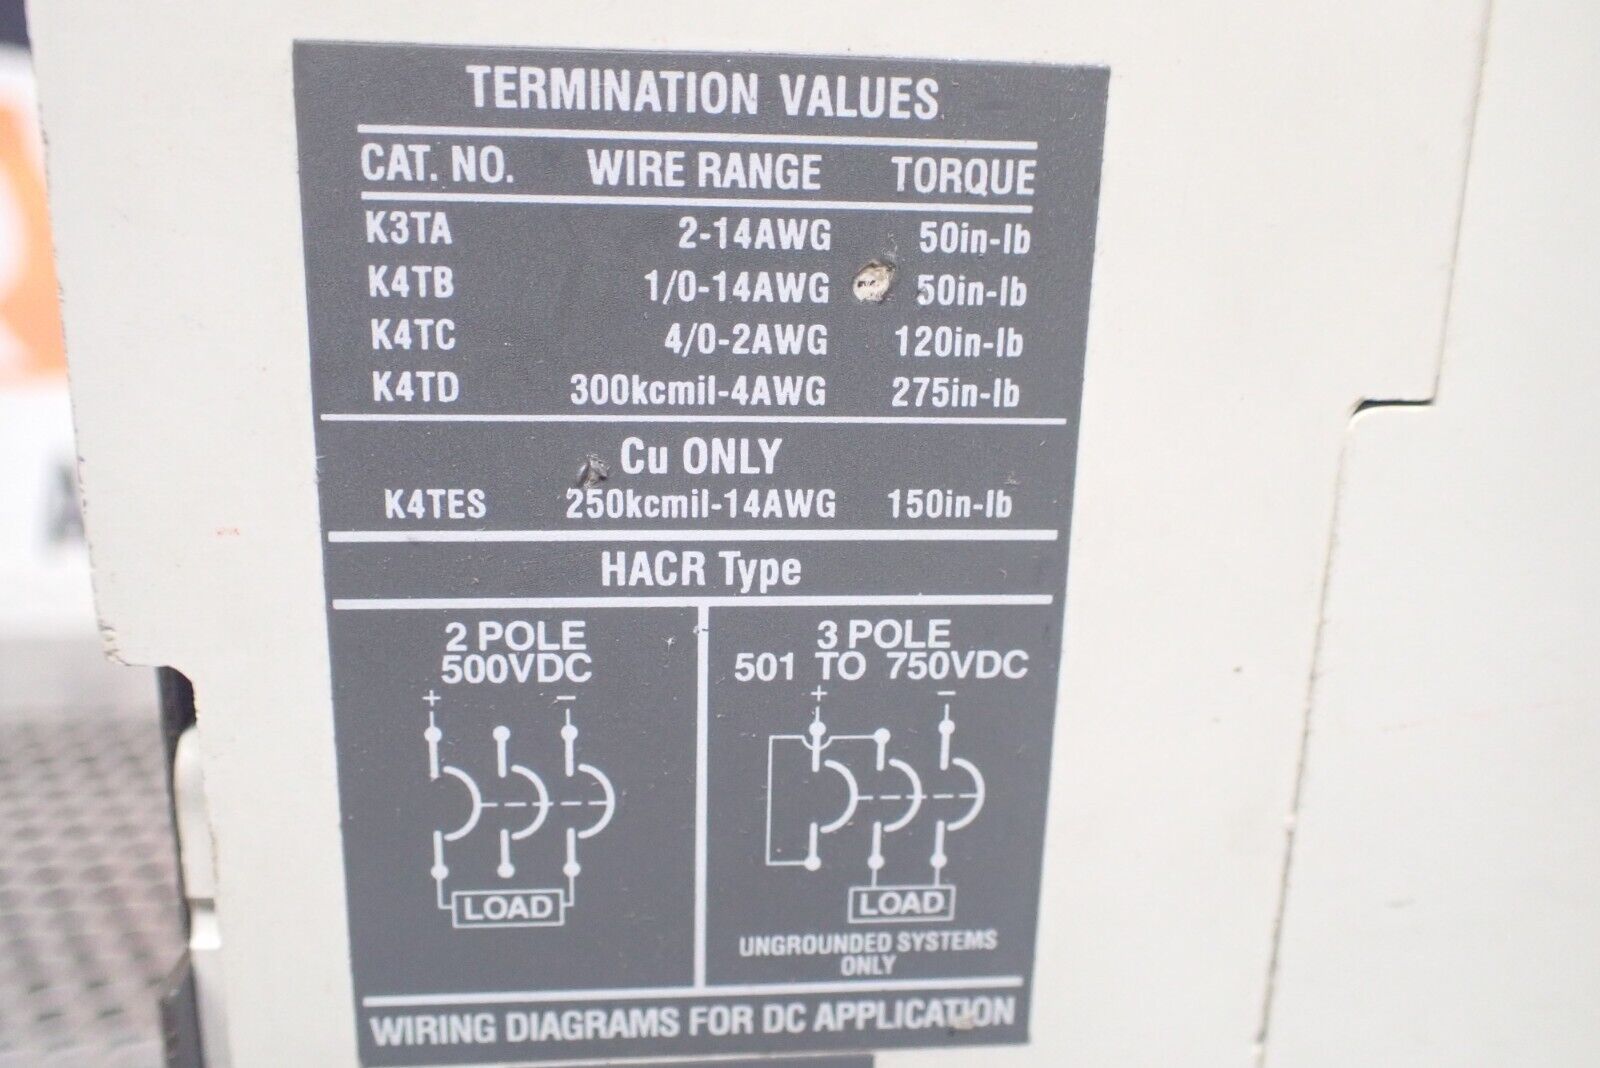 TERMINATION VALUES
CAT. NO. WIRE RANGE TORQUE
K3TA 2-14AWG 50in-lb
K4TB 1/0-14AWG 50in-lb
K4TC 4/0-2AWG 120in-lb
K4TD 300kcmil-4AWG 275in-lb
Cu ONLY
K4TES 250kcmil-14AWG 150in-lb
HACR Type
2 POLE
500VDC
+ −
LOAD
3 POLE
501 TO 750VDC
+ −
LOAD
UNGROUNDED SYSTEMS
ONLY
WIRING DIAGRAMS FOR DC APPLICATION